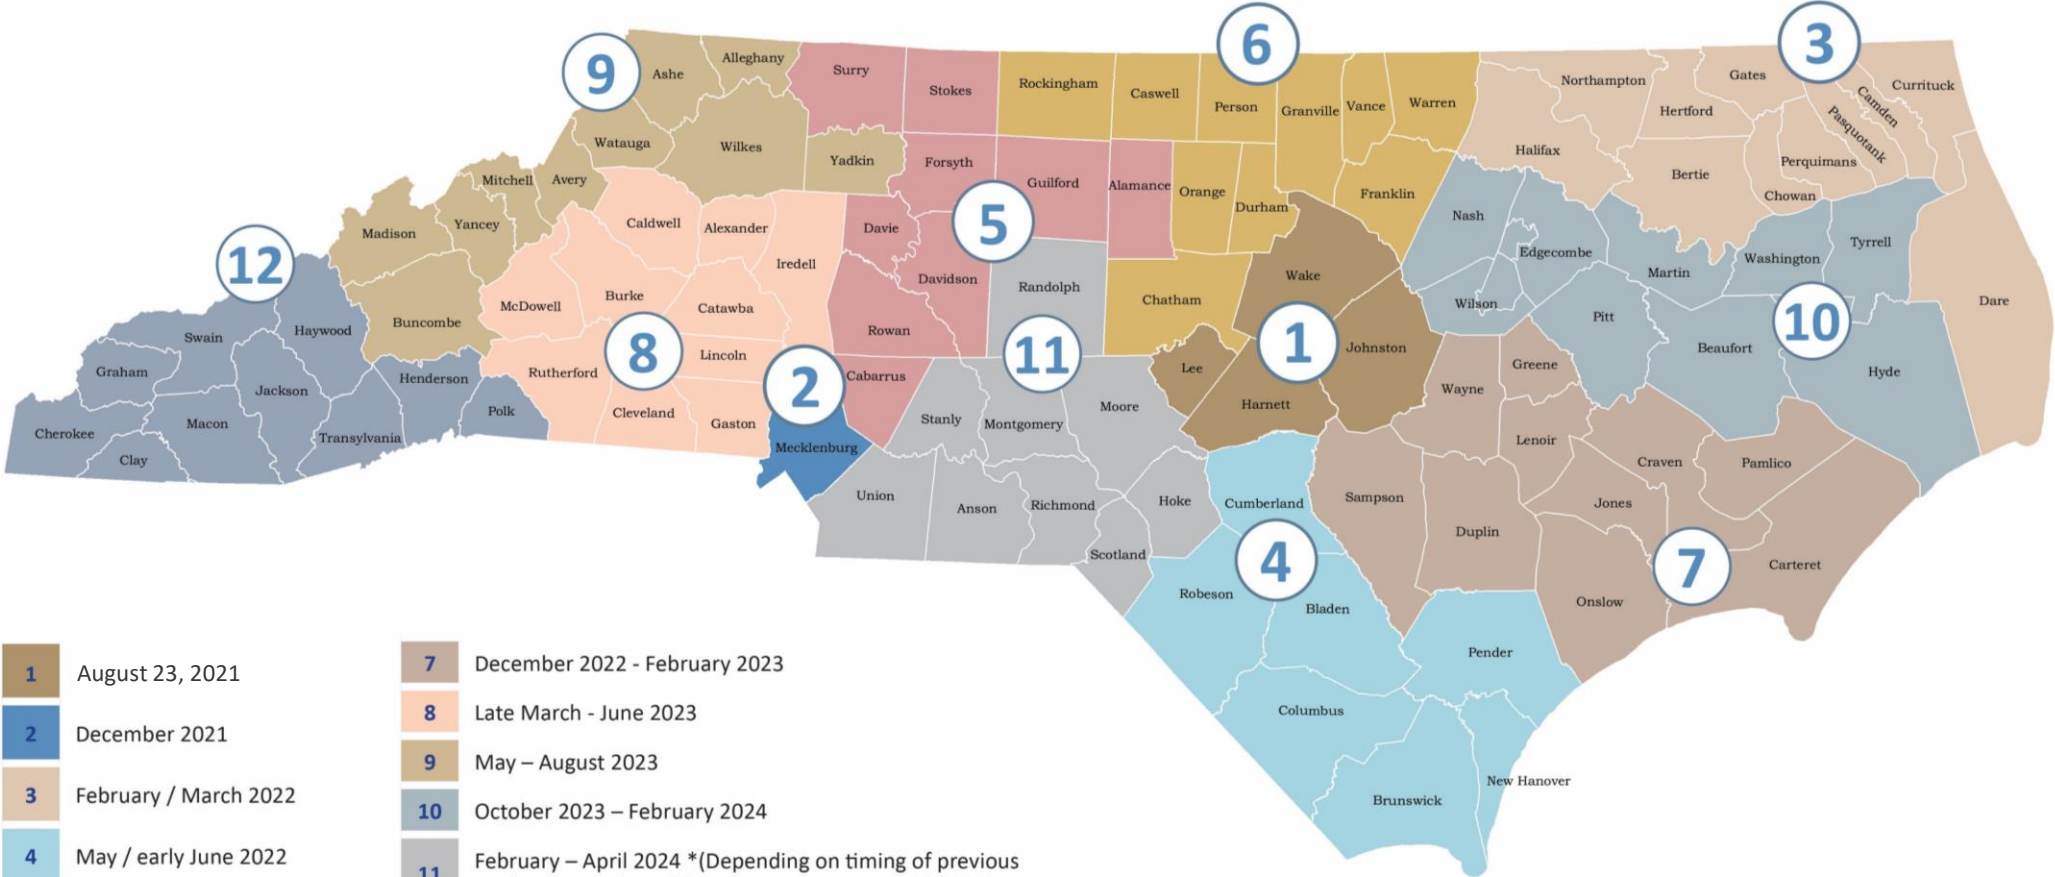 6
3
9
Ashe
Alleghany
Surry
Stokes
Rockingham
Caswell
Person
Granville
Vance
Warren
Northampton
Gates
Hertford
Camden
Currituck
Pasquotank
Watauga
Wilkes
Yadkin
Forsyth
Guilford
Alamance
Orange
Durham
Franklin
Halifax
Bertie
Perquimans
Chowan
Mitchell
Avery
Yancey
Madison
Caldwell
Alexander
Iredell
Davie
5
Davidson
Randolph
Chatham
Wake
Nash
Edgecombe
Wilson
Martin
Washington
Tyrrell
Dare
12
Buncombe
McDowell
Burke
Catawba
Rowan
Swain
Haywood
8
Lincoln
2
Cabarrus
11
Lee
1
Johnston
Harnett
Pitt
Beaufort
10
Hyde
Graham
Jackson
Henderson
Rutherford
Cherokee
Macon
Clay
Transylvania
Polk
Cleveland
Gaston
Mecklenburg
Stanly
Montgomery
Moore
Wayne
Greene
Lenoir
Craven
Pamlico
Union
Anson
Richmond
Hoke
Scotland
Cumberland
Sampson
Duplin
Jones
4
7
Carteret
Robeson
Bladen
Onslow
Pender
Columbus
Brunswick
New Hanover
1 August 23, 2021
2 December 2021
3 February / March 2022
4 May / early June 2022
7 December 2022 - February 2023
8 Late March - June 2023
9 May – August 2023
10 October 2023 – February 2024
11 February – April 2024 *(Depending on timing of previous